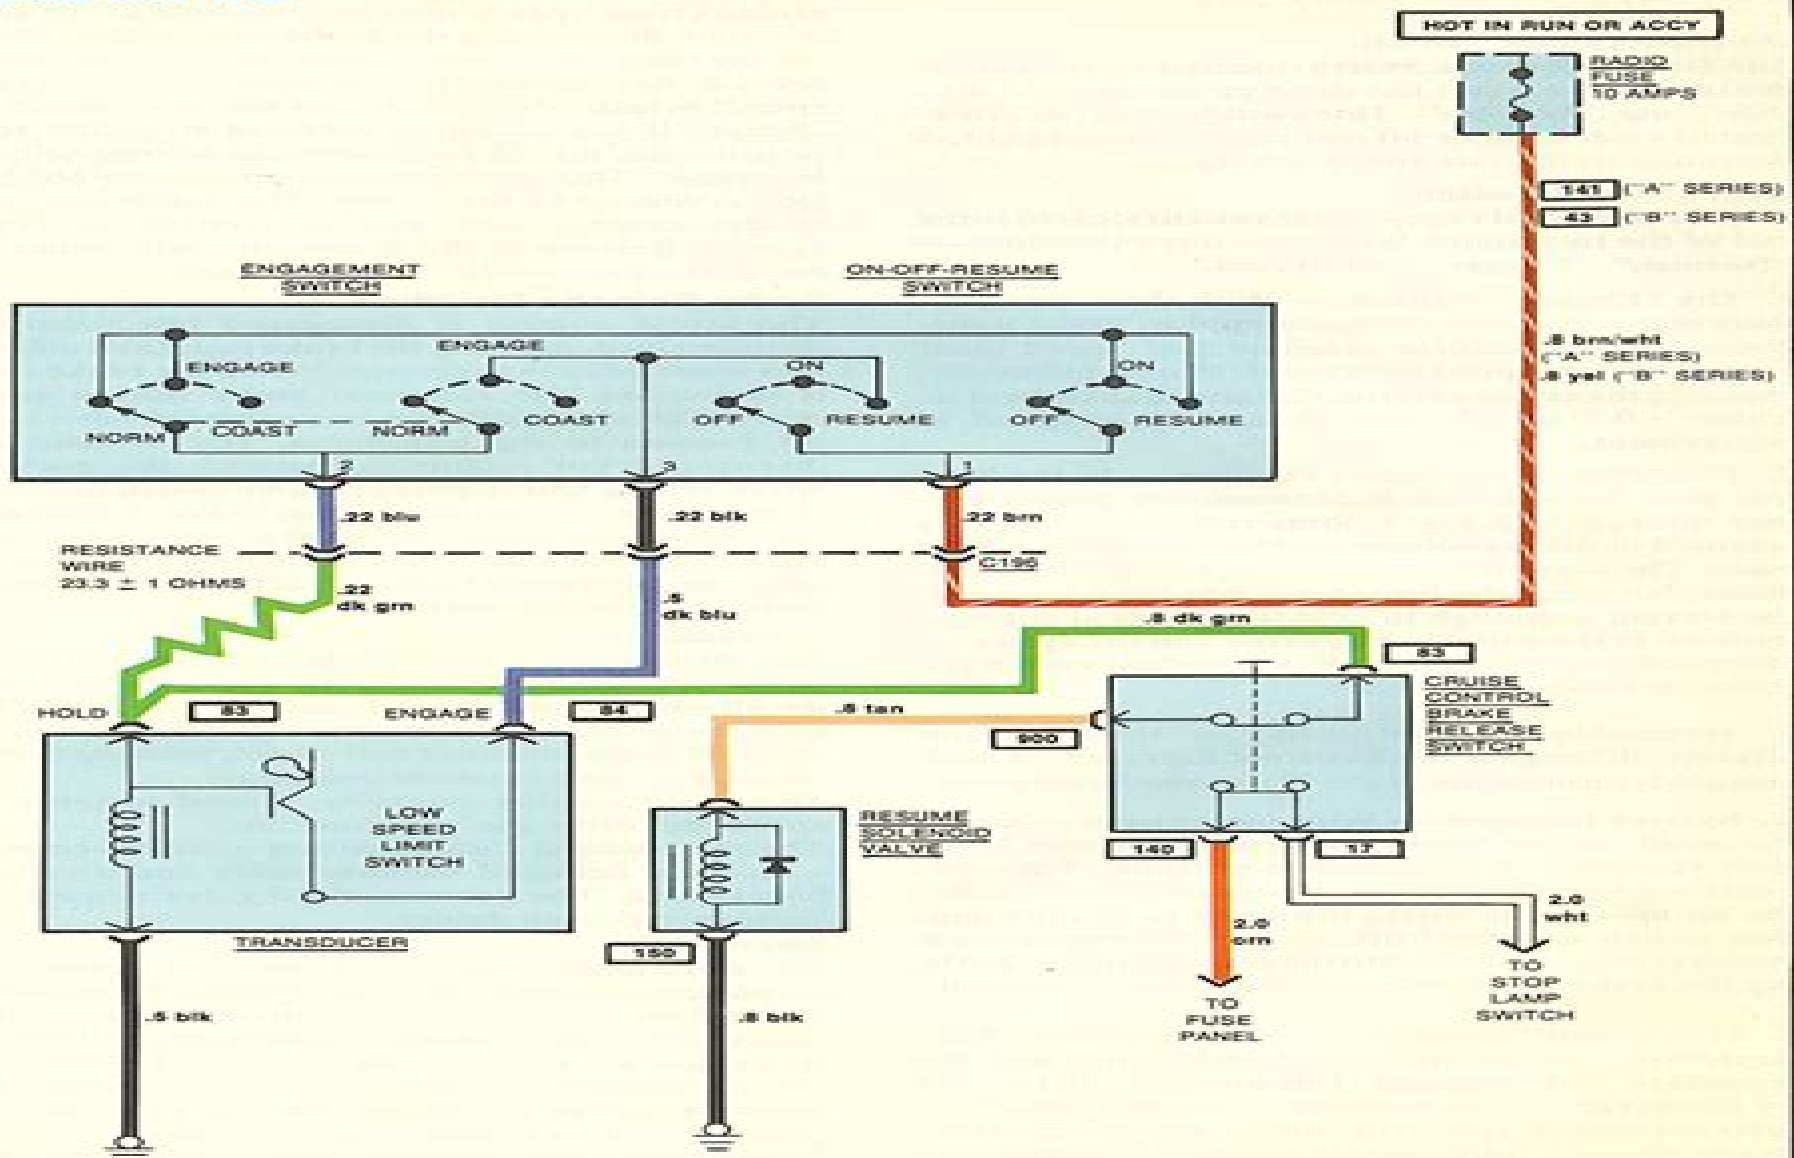 HOT IN RUN OR ACCY
RADIO
FUSE
10 AMPS
141 ("A" SERIES)
43 ("B" SERIES)
.8 brn/wht
("A" SERIES)
.8 yel ("B" SERIES)
ENGAGEMENT
SWITCH
ON-OFF-RESUME
SWITCH
ENGAGE
NORM
COAST
ENGAGE
NORM
COAST
ON
OFF
RESUME
ON
OFF
RESUME
2
3
1
.22 blu
.22 blk
.22 brn
RESISTANCE
WIRE
23.3 ± 1 OHMS
C195
.22
dk grn
.5
dk blu
.8 dk grn
83
HOLD
83
ENGAGE
84
.8 tan
900
CRUISE
CONTROL
BRAKE
RELEASE
SWITCH
LOW
SPEED
LIMIT
SWITCH
TRANSDUCER
RESUME
SOLENOID
VALVE
140
17
150
2.0
orn
2.0
wht
TO
FUSE
PANEL
TO
STOP
LAMP
SWITCH
.5 blk
.8 blk